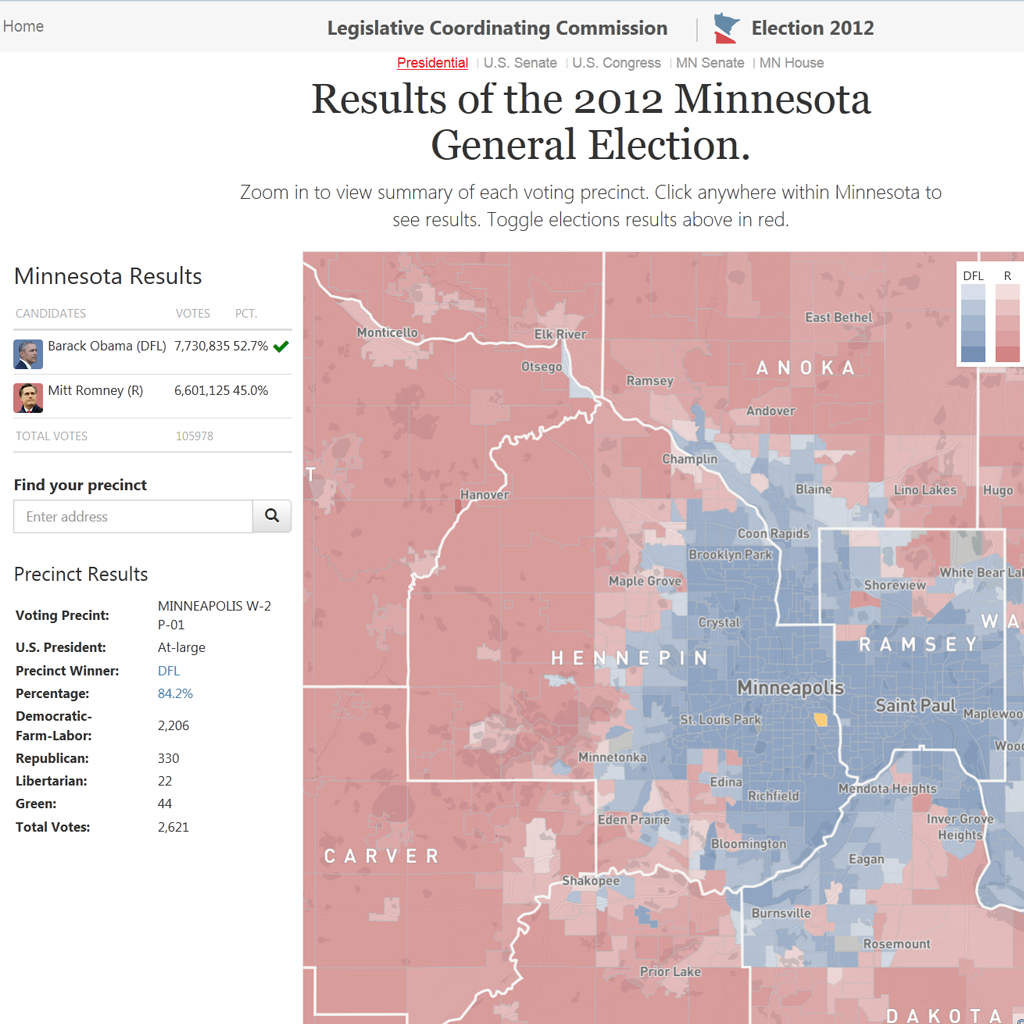 Home
Legislative Coordinating Commission
Election 2012
Presidential U.S. Senate U.S. Congress MN Senate MN House
Results of the 2012 Minnesota
General Election.
Zoom in to view summary of each voting precinct. Click anywhere within Minnesota to
see results. Toggle elections results above in red.
Minnesota Results
CANDIDATES VOTES PCT.
Barack Obama (DFL) 7,730,835 52.7%
Mitt Romney (R) 6,601,125 45.0%
TOTAL VOTES 105978
Find your precinct
Enter address
Precinct Results
Voting Precint: MINNEAPOLIS W-2
P-01
U.S. President: At-large
Precinct Winner: DFL
Percentage: 84.2%
Democratic-
Farm-Labor: 2,206
Republican: 330
Libertarian: 22
Green: 44
Total Votes: 2,621
DFL R
East Bethel
Monticello
Elk River
Otsego
ANOKA
Ramsey
Andover
Champlin
T
Hanover
Blaine
Lino Lakes
Hugo
Coon Rapids
Brooklyn Park
Maple Grove
Shoreview
White Bear Lak
Crystal
WA
RAMSEY
HENNEPIN
Minneapolis
Saint Paul
Maplewoo
St. Louis Park
Wood
Minnetonka
Edina
Richfield
Mendota Heights
Eden Prairie
Inver Grove
Heights
Bloomington
CARVER
Eagan
Shakopee
Burnsville
Rosemount
Prior Lake
DAKOTA